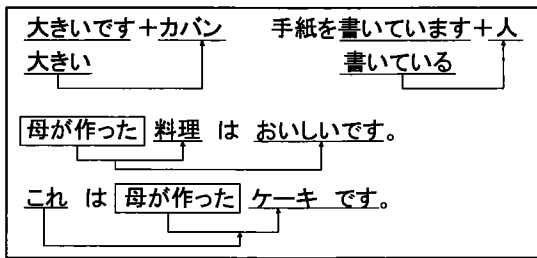 大きいです＋カバン 手紙を書いています＋人
大きい 書いている
母が作った 料理 は おいしいです。
これ は 母が作った ケーキ です。